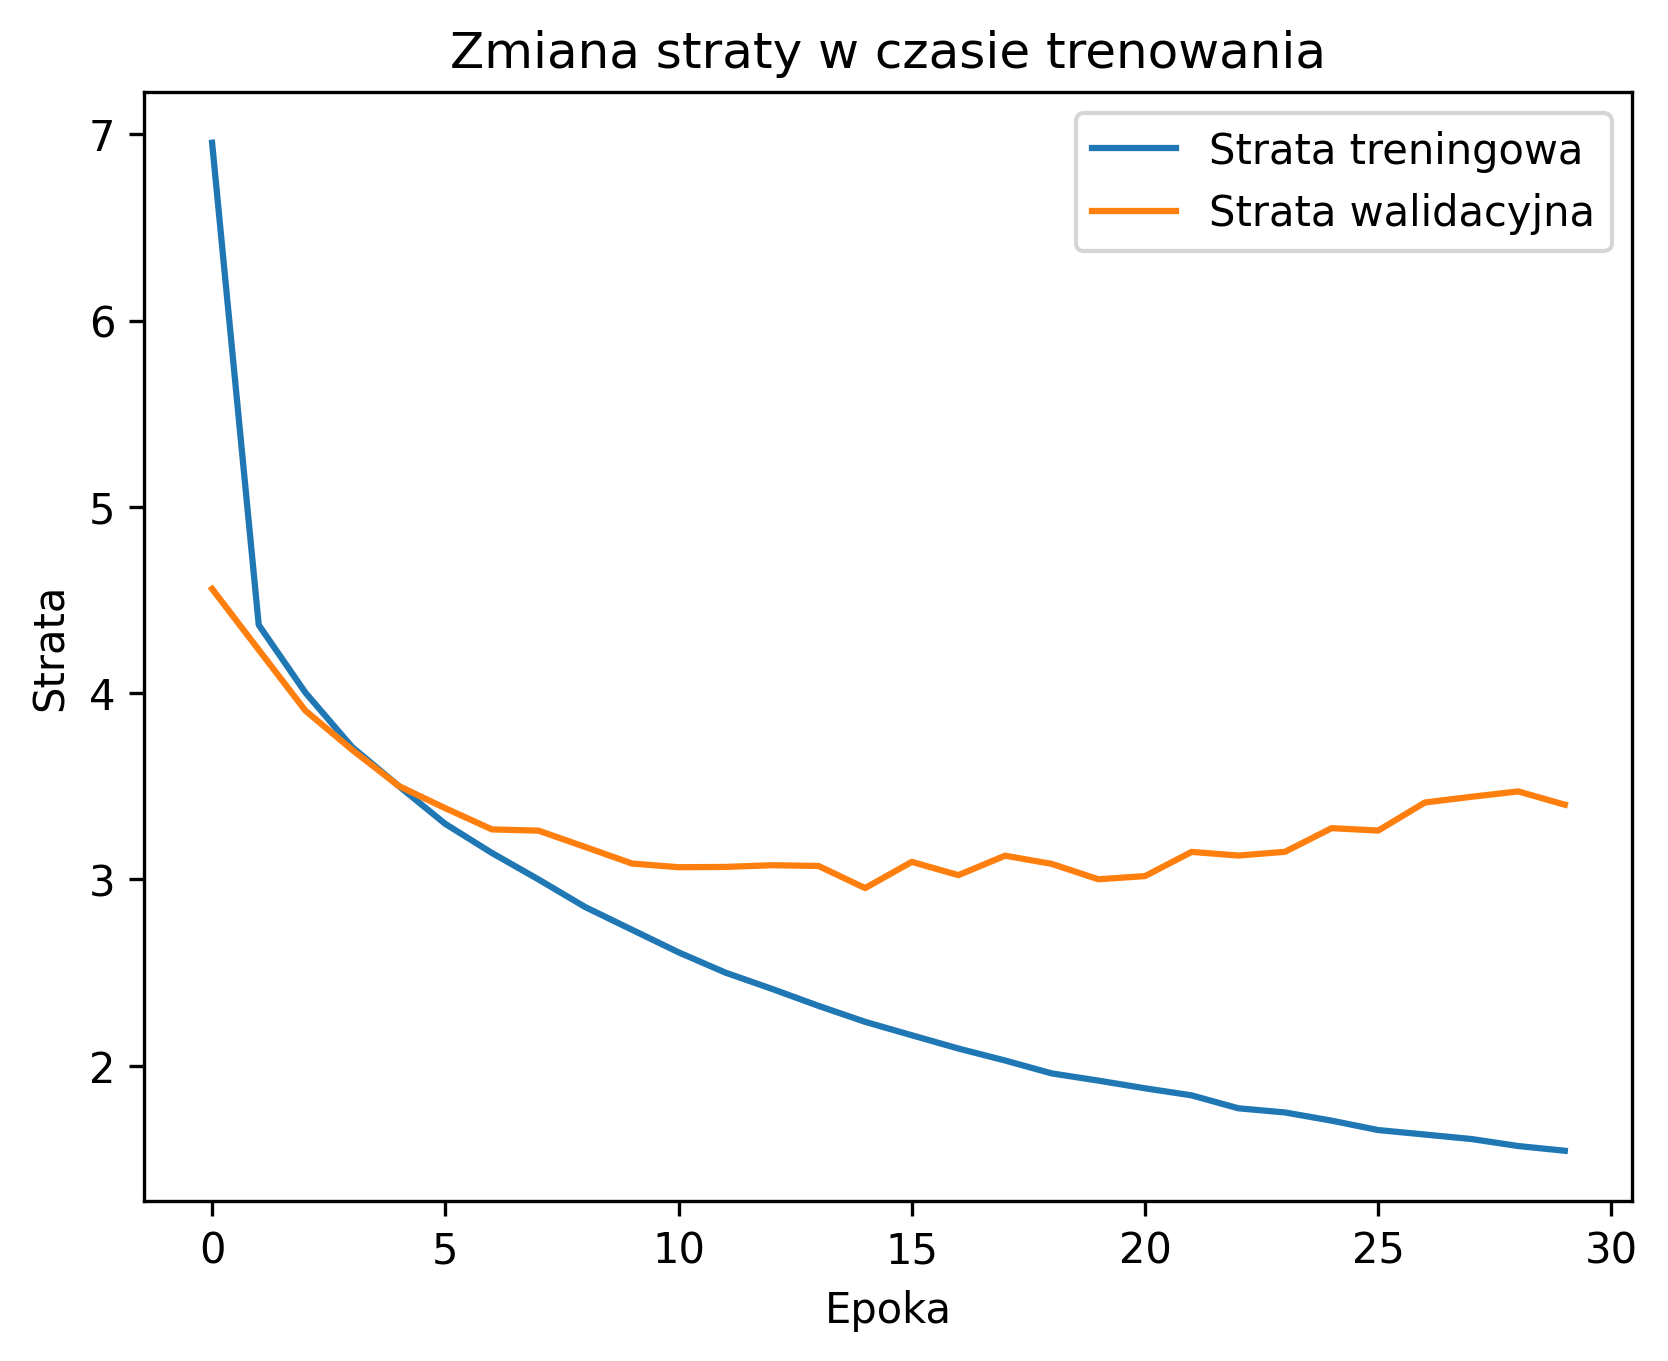 Zmiana straty w czasie trenowania
Strata treningowa
Strata walidacyjna
7
6
5
4
3
2
Strata
0 5 10 15 20 25 30
Epoka